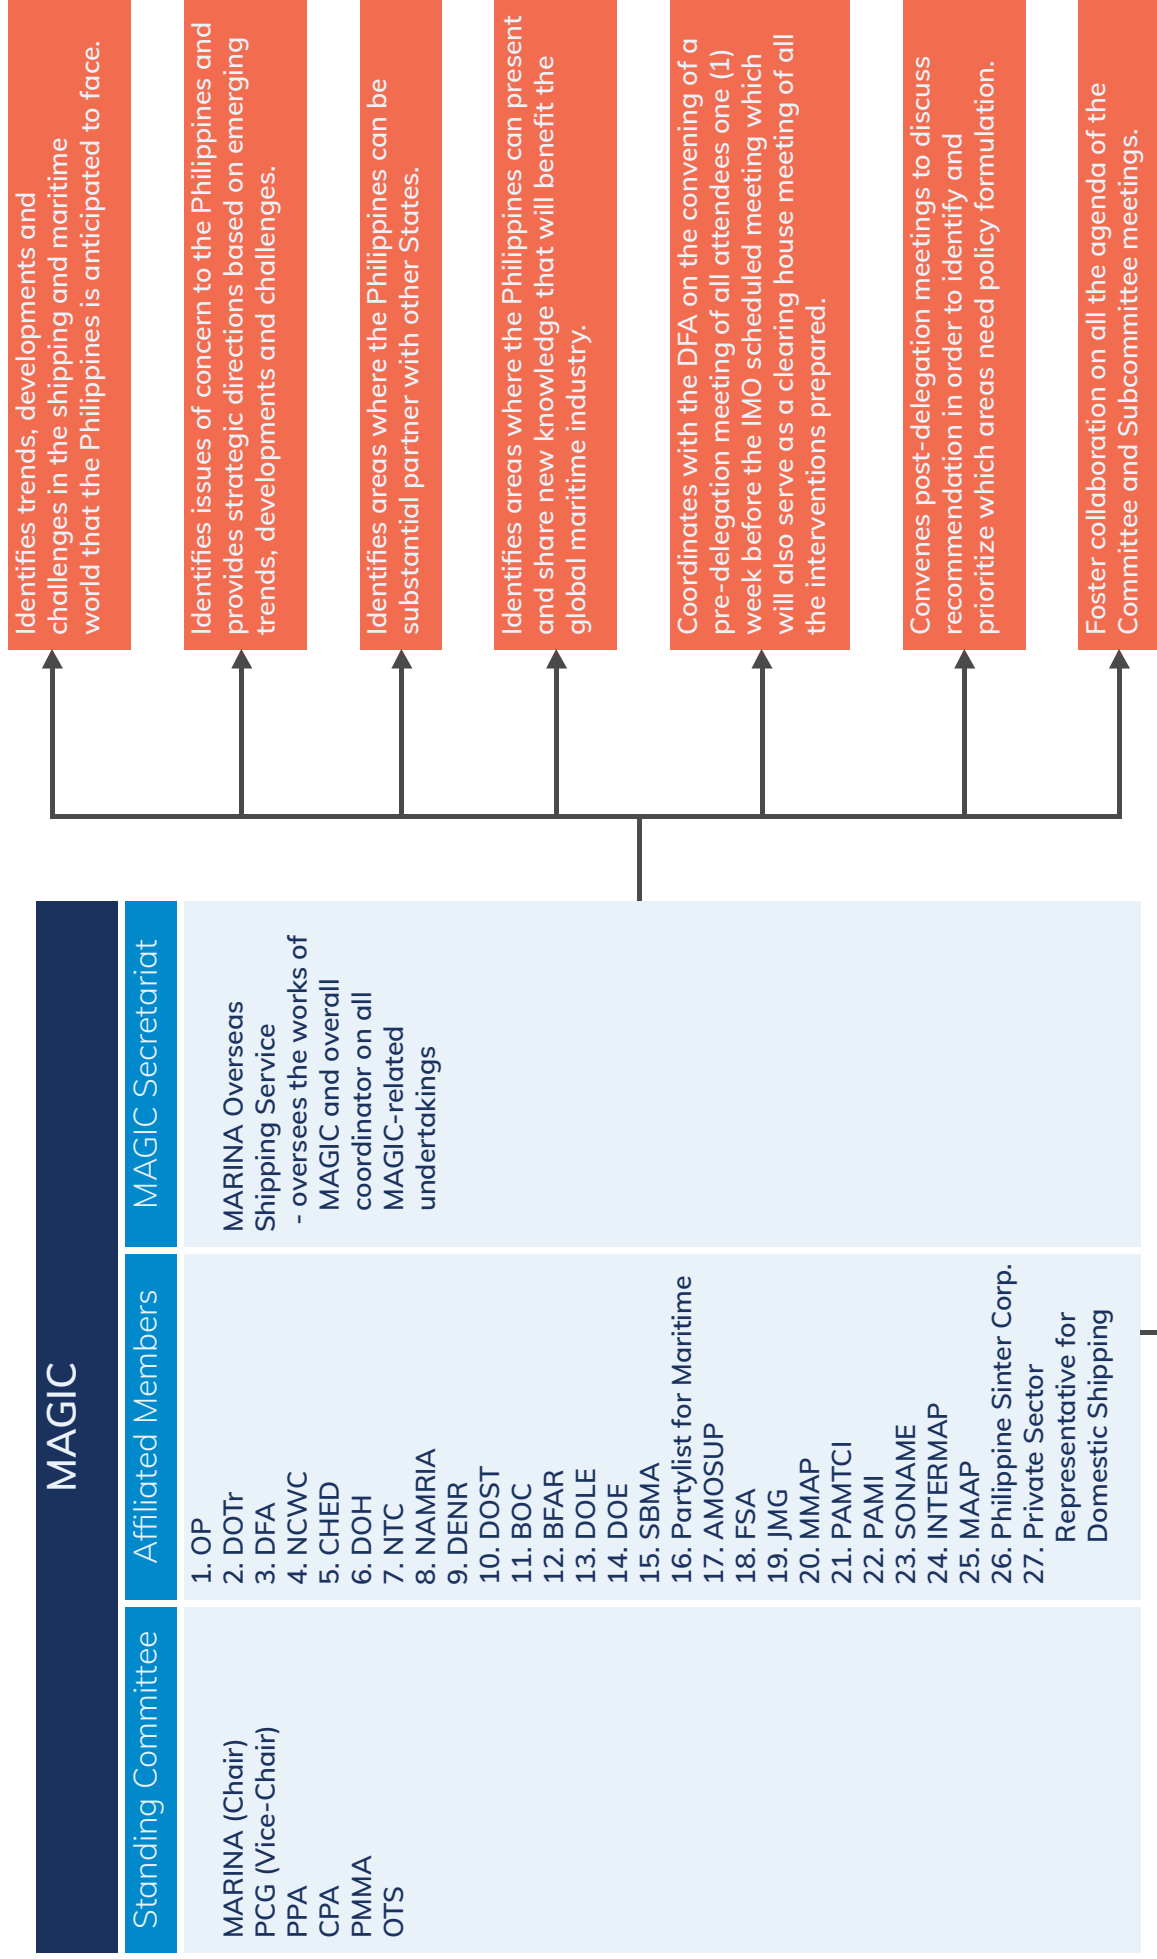 MAGIC
Standing Committee
MARINA (Chair)
PCG (Vice-Chair)
PPA
CPA
PMMA
OTS
Affiliated Members
1. OP
2. DOTr
3. DFA
4. NCWC
5. CHED
6. DOH
7. NTC
8. NAMRIA
9. DENR
10. DOST
11. BOC
12. BFAR
13. DOLE
14. DOE
15. SBMA
16. Partylist for Maritime
17. AMOSUP
18. FSA
19. JMG
20. MMAP
21. PAMTCI
22. PAMI
23. SONAME
24. INTERMAP
25. MAAP
26. Philippine Sinter Corp.
27. Private Sector
Representative for
Domestic Shipping
MAGIC Secretariat
MARINA Overseas
Shipping Service
- oversees the works of
MAGIC and overall
coordinator on all
MAGIC-related
undertakings
Identifies trends, developments and
challenges in the shipping and maritime
world that the Philippines is anticipated to face.
Identifies issues of concern to the Philippines and
provides strategic directions based on emerging
trends, developments and challenges.
Identifies areas where the Philippines can be
substantial partner with other States.
Identifies areas where the Philippines can present
and share new knowledge that will benefit the
global maritime industry.
Coordinates with the DFA on the convening of a
pre-delegation meeting of all attendees one (1)
week before the IMO scheduled meeting which
will also serve as a clearing house meeting of all
the interventions prepared.
Convenes post-delegation meetings to discuss
recommendation in order to identify and
prioritize which areas need policy formulation.
Foster collaboration on all the agenda of the
Committee and Subcommittee meetings.